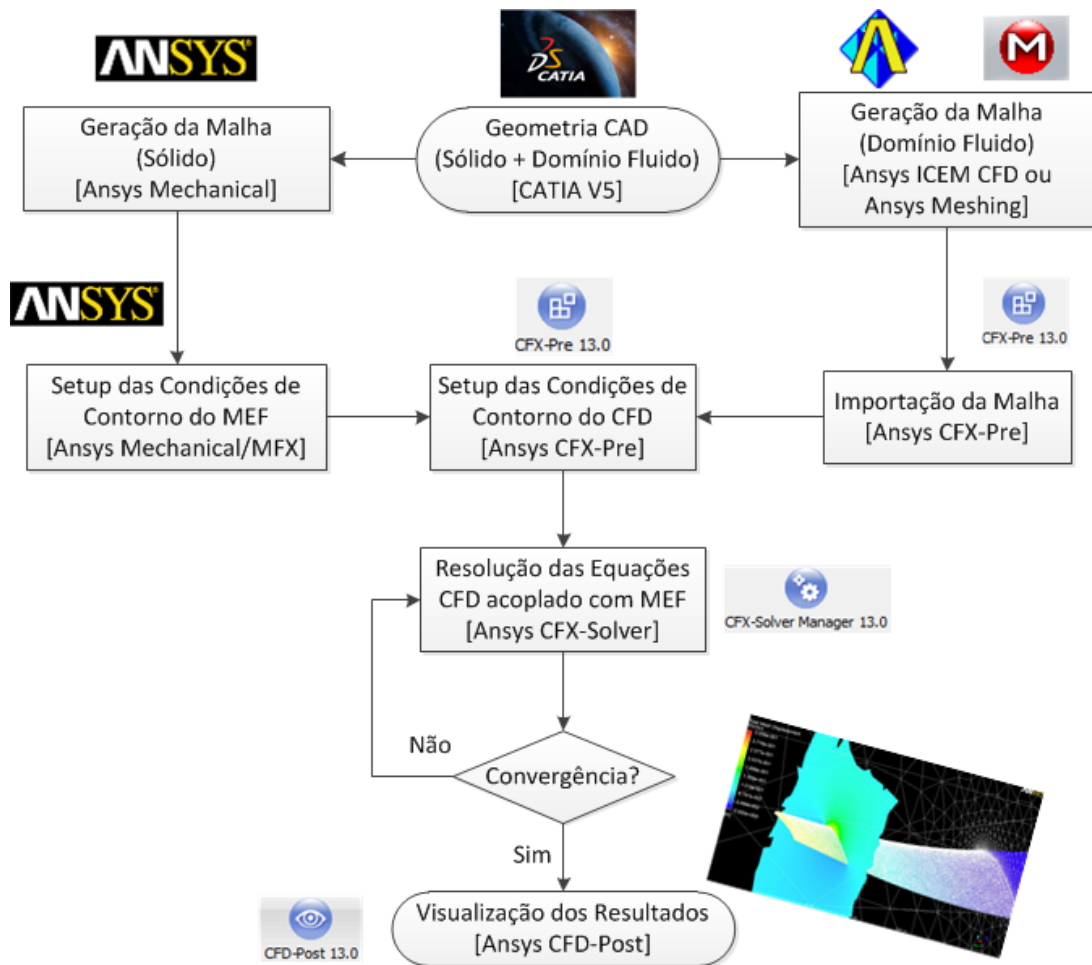 ANSYS®
DS
CATIA
M
Geração da Malha
(Sólido)
[Ansys Mechanical]
Geometria CAD
(Sólido + Domínio Fluido)
[CATIA V5]
Geração da Malha
(Domínio Fluido)
[Ansys ICEM CFD ou
Ansys Meshing]
ANSYS®
CFX-Pre 13.0
CFX-Pre 13.0
Setup das Condições de
Contorno do MEF
[Ansys Mechanical/MFX]
Setup das Condições de
Contorno do CFD
[Ansys CFX-Pre]
Importação da Malha
[Ansys CFX-Pre]
Resolução das Equações
CFD acoplado com MEF
[Ansys CFX-Solver]
CFX-Solver Manager 13.0
Não
Convergência?
Sim
CFD-Post 13.0
Visualização dos Resultados
[Ansys CFD-Post]